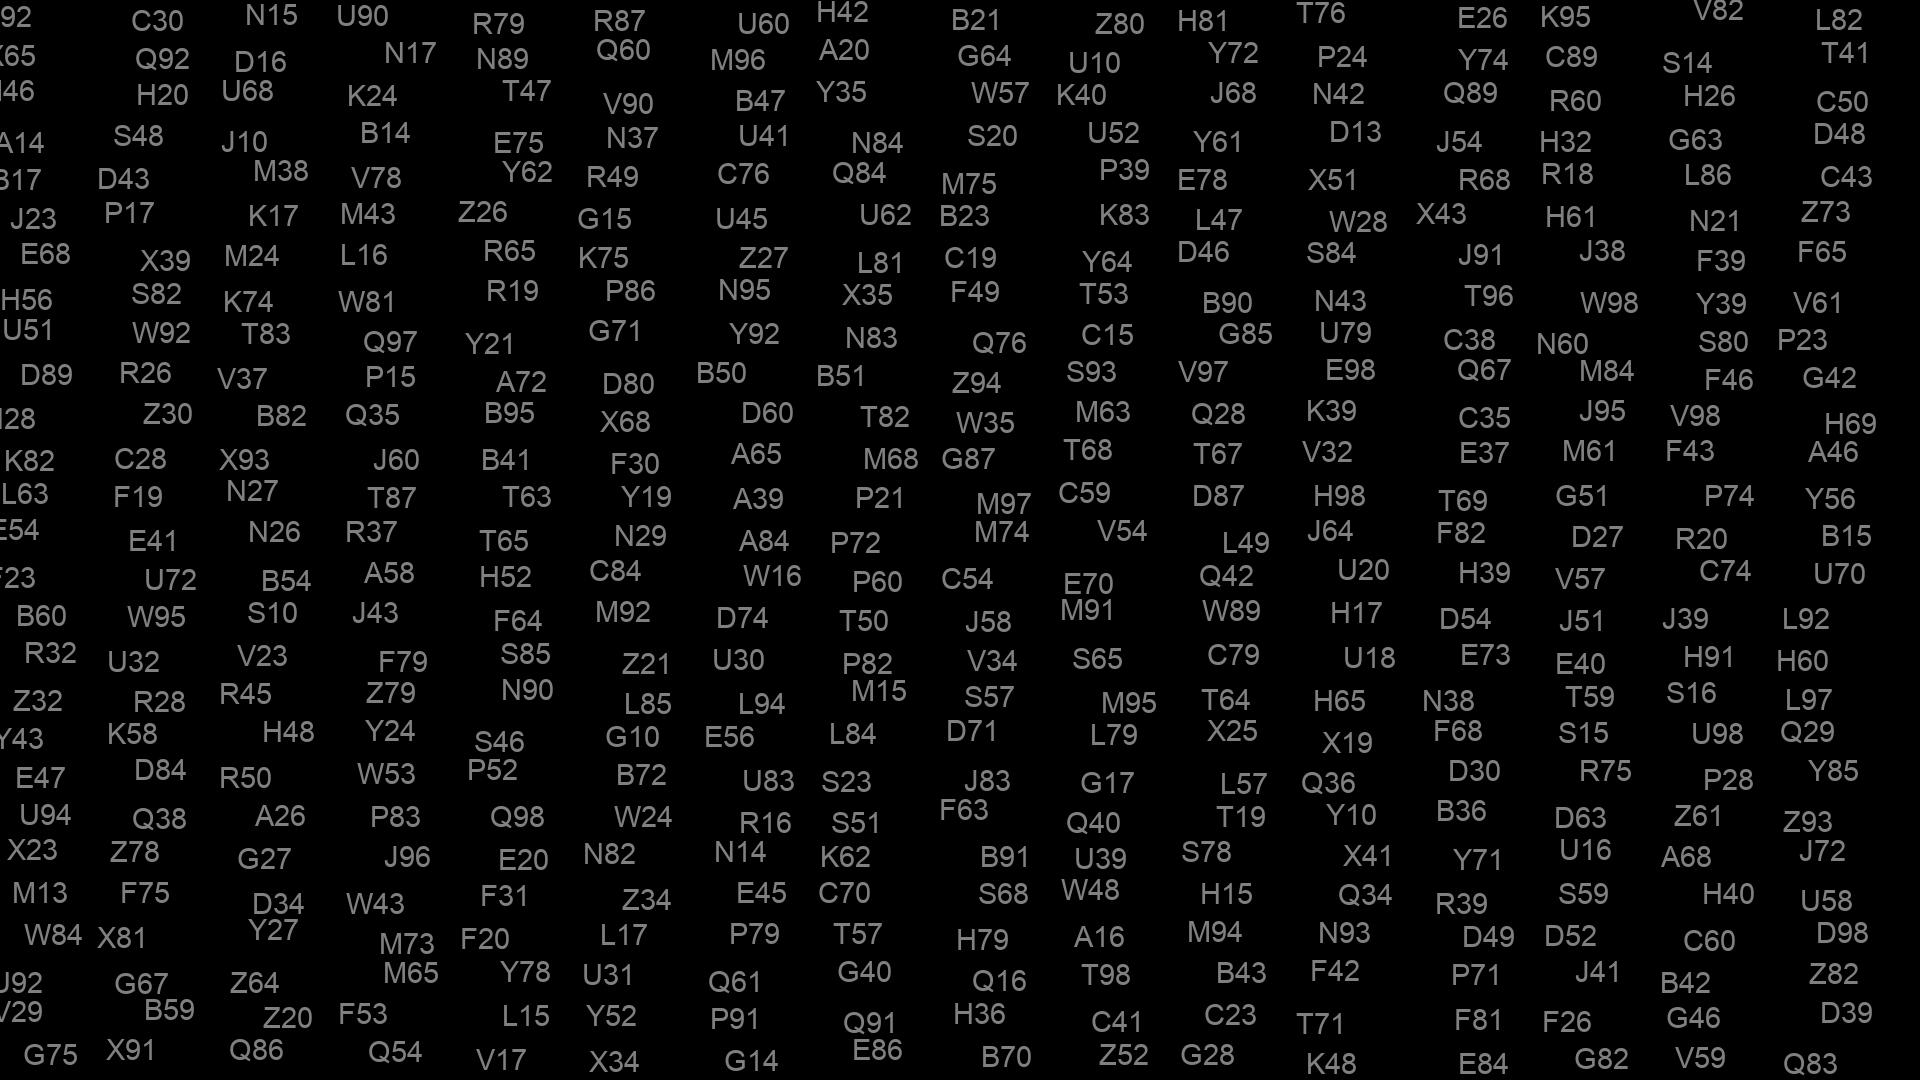 92 C30 N15 U90 R79 R87 U60 H42 B21 Z80 H81 T76 E26 K95 V82 L82
K65 Q92 D16 N17 N89 Q60 M96 A20 G64 U10 Y72 P24 Y74 C89 S14 T41
46 H20 U68 K24 T47 V90 B47 Y35 W57 K40 J68 N42 Q89 R60 H26 C50
A14 S48 J10 B14 E75 N37 U41 N84 S20 U52 Y61 D13 J54 H32 G63 D48
B17 D43 M38 V78 Y62 R49 C76 Q84 M75 P39 E78 X51 R68 R18 L86 C43
J23 P17 K17 M43 Z26 G15 U45 U62 B23 K83 L47 W28 X43 H61 N21 Z73
E68 X39 M24 L16 R65 K75 Z27 L81 C19 Y64 D46 S84 J91 J38 F39 F65
H56 S82 K74 W81 R19 P86 N95 X35 F49 T53 B90 N43 T96 W98 Y39 V61
U51 W92 T83 Q97 Y21 G71 Y92 N83 Q76 C15 G85 U79 C38 N60 S80 P23
D89 R26 V37 P15 A72 D80 B50 B51 Z94 S93 V97 E98 Q67 M84 F46 G42
28 Z30 B82 Q35 B95 X68 D60 T82 W35 M63 Q28 K39 C35 J95 V98 H69
K82 C28 X93 J60 B41 F30 A65 M68 G87 T68 T67 V32 E37 M61 F43 A46
L63 F19 N27 T87 T63 Y19 A39 P21 M97 C59 D87 H98 T69 G51 P74 Y56
E54 E41 N26 R37 T65 N29 A84 P72 M74 V54 L49 J64 F82 D27 R20 B15
F23 U72 B54 A58 H52 C84 W16 P60 C54 E70 Q42 U20 H39 V57 C74 U70
B60 W95 S10 J43 F64 M92 D74 T50 J58 M91 W89 H17 D54 J51 J39 L92
R32 U32 V23 F79 S85 Z21 U30 P82 V34 S65 C79 U18 E73 E40 H91 H60
Z32 R28 R45 Z79 N90 L85 L94 M15 S57 M95 T64 H65 N38 T59 S16 L97
Y43 K58 H48 Y24 S46 G10 E56 L84 D71 L79 X25 X19 F68 S15 U98 Q29
E47 D84 R50 W53 P52 B72 U83 S23 J83 G17 L57 Q36 D30 R75 P28 Y85
U94 Q38 A26 P83 Q98 W24 R16 S51 F63 Q40 T19 Y10 B36 D63 Z61 Z93
X23 Z78 G27 J96 E20 N82 N14 K62 B91 U39 S78 X41 Y71 U16 A68 J72
M13 F75 D34 W43 F31 Z34 E45 C70 S68 W48 H15 Q34 R39 S59 H40 U58
W84 X81 Y27 M73 F20 L17 P79 T57 H79 A16 M94 N93 D49 D52 C60 D98
U92 G67 Z64 M65 Y78 U31 Q61 G40 Q16 T98 B43 F42 P71 J41 B42 Z82
V29 B59 Z20 F53 L15 Y52 P91 Q91 H36 C41 C23 T71 F81 F26 G46 D39
G75 X91 Q86 Q54 V17 X34 G14 E86 B70 Z52 G28 K48 E84 G82 V59 Q83